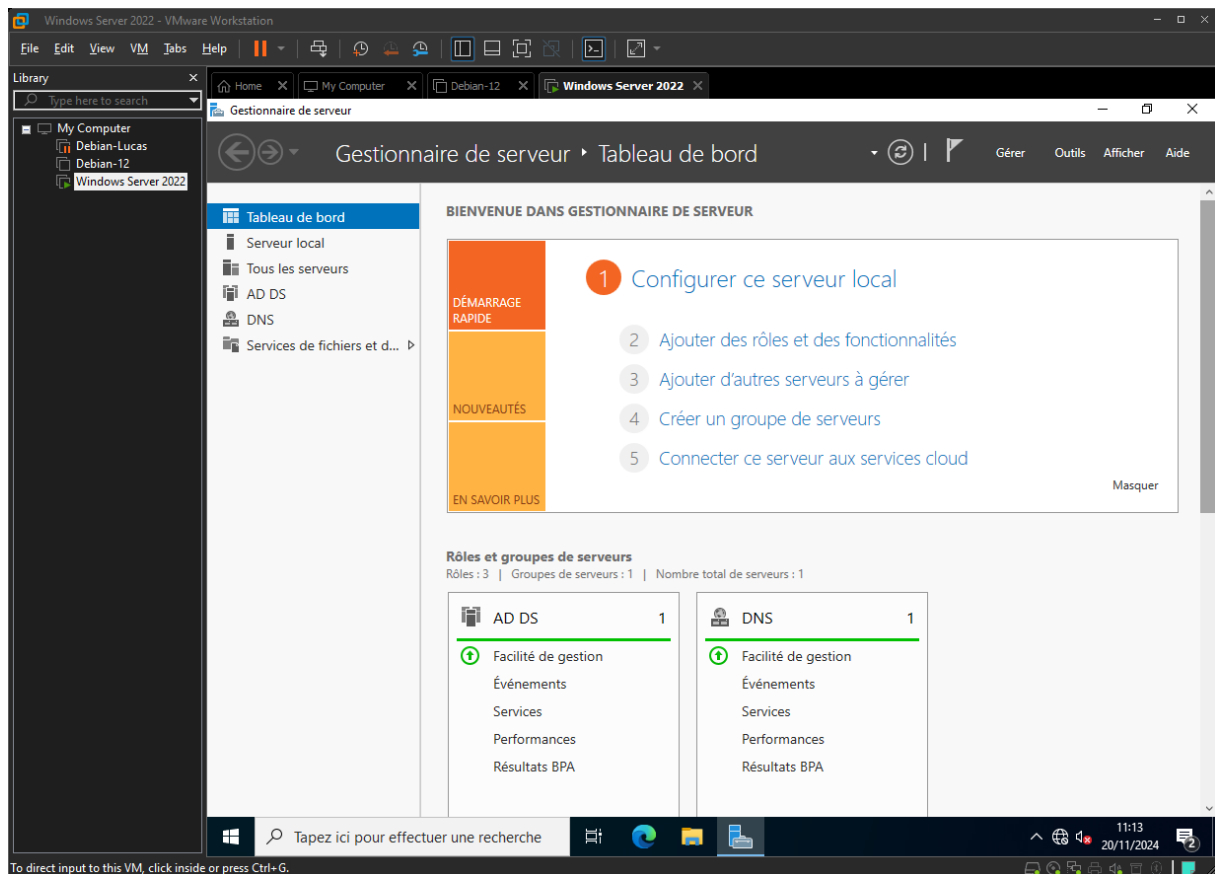 Windows Server 2022 - VMware Workstation
File Edit View VM Tabs Help
Library
Type here to search
My Computer
Debian-Lucas
Debian-12
Windows Server 2022
Home
My Computer
Debian-12
Windows Server 2022
Gestionnaire de serveur
Gestionnaire de serveur
Tableau de bord
Gérer
Outils
Afficher
Aide
Tableau de bord
Serveur local
Tous les serveurs
AD DS
DNS
Services de fichiers et d...
BIENVENUE DANS GESTIONNAIRE DE SERVEUR
DÉMARRAGE
RAPIDE
NOUVEAUTÉS
EN SAVOIR PLUS
1 Configurer ce serveur local
2 Ajouter des rôles et des fonctionnalités
3 Ajouter d’autres serveurs à gérer
4 Créer un groupe de serveurs
5 Connecter ce serveur aux services cloud
Masquer
Rôles et groupes de serveurs
Rôles : 3 | Groupes de serveurs : 1 | Nombre total de serveurs : 1
AD DS 1
Facilité de gestion
Événements
Services
Performances
Résultats BPA
DNS 1
Facilité de gestion
Événements
Services
Performances
Résultats BPA
Tapez ici pour effectuer une recherche
11:13
20/11/2024
2
To direct input to this VM, click inside or press Ctrl+G.